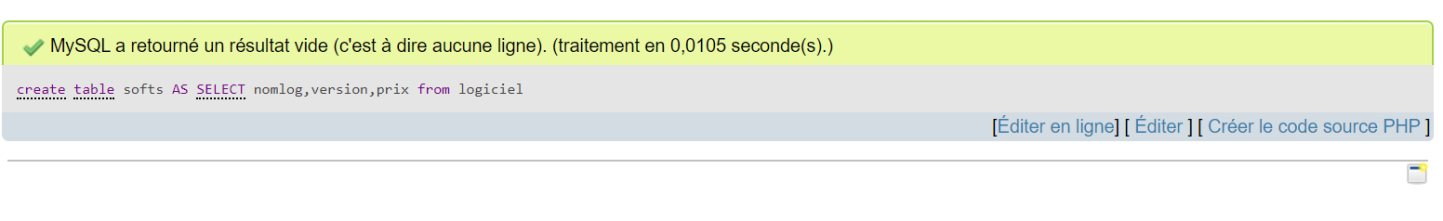 MySQL a retourné un résultat vide (c'est à dire aucune ligne). (traitement en 0,0105 seconde(s).)
create table softs AS SELECT nomlog,version,prix from logiciel
[Éditer en ligne] [ Éditer ] [ Créer le code source PHP ]